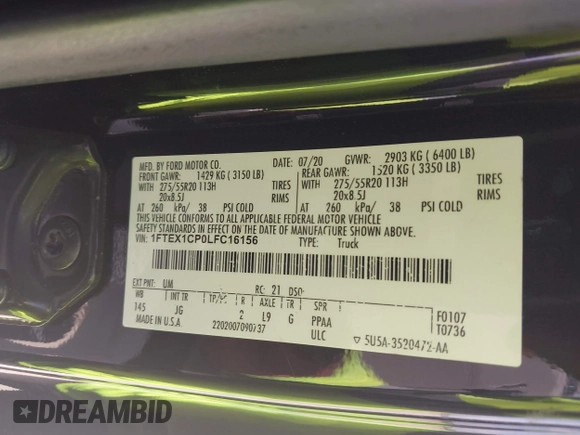 MFD. BY FORD MOTOR CO. DATE: 07/20 GVWR: 2903 KG ( 6400 LB)
FRONT GAWR: 1429 KG ( 3150 LB) REAR GAWR: 1520 KG ( 3350 LB)
WITH 275/55R20 113H TIRES WITH 275/55R20 113H TIRES
20x8.5J RIMS 20x8.5J RIMS
AT 260 kPa/ 38 PSI COLD AT 260 kPa/ 38 PSI COLD
THIS VEHICLE CONFORMS TO ALL APPLICABLE FEDERAL MOTOR VEHICLE
SAFETY STANDARDS IN EFFECT ON THE DATE OF MANUFACTURE SHOWN ABOVE.
VIN: 1FTEX1CP0LFC16156 TYPE: Truck
EXT PNT: UM RC: 21 DSO:
WB INT TR R AXLE TR SPR F0107
145 JG 2 L9 G PPAA T0736
MADE IN U.S.A. 2202007090737 ULC 5U5A-3520472-AA
DREAMBID